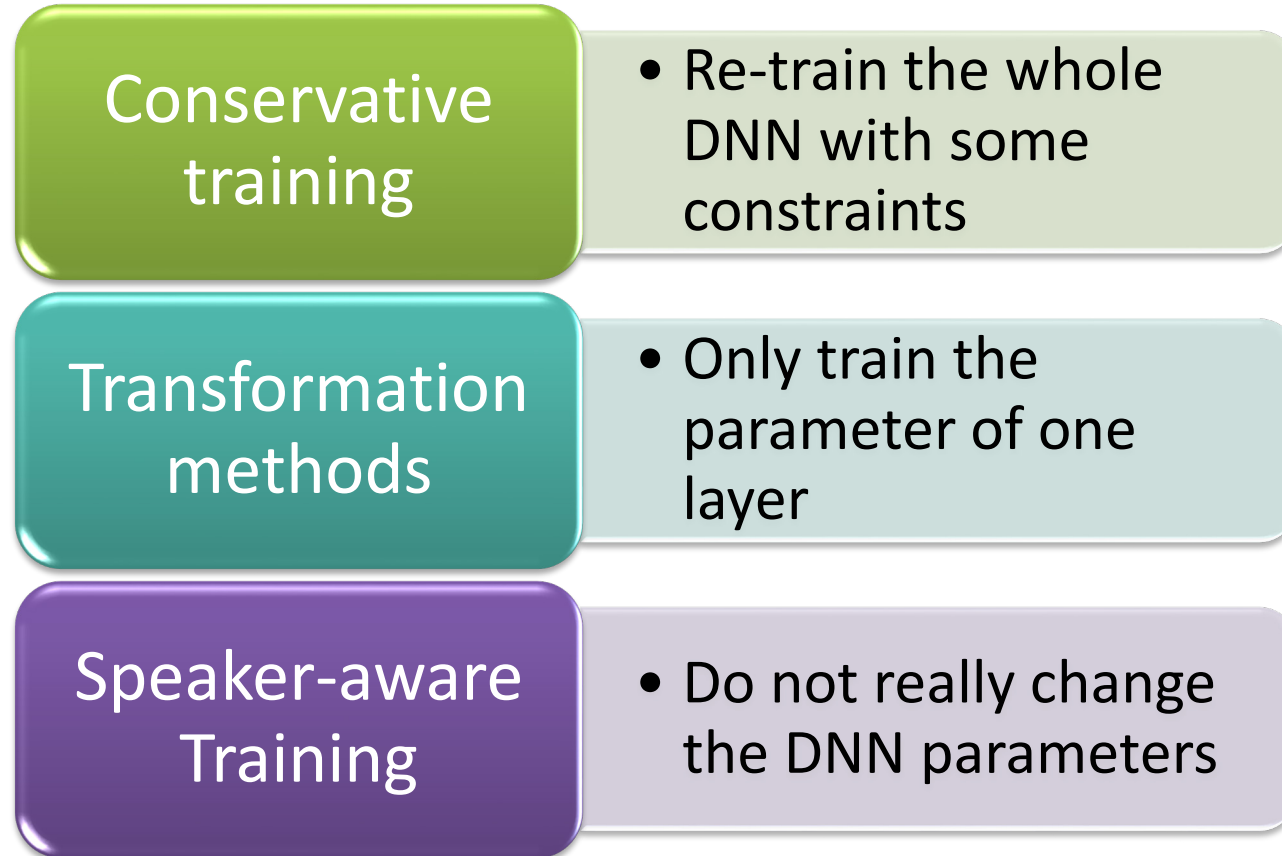 Conservative
training
• Re-train the whole
DNN with some
constraints
Transformation
methods
• Only train the
parameter of one
layer
Speaker-aware
Training
• Do not really change
the DNN parameters